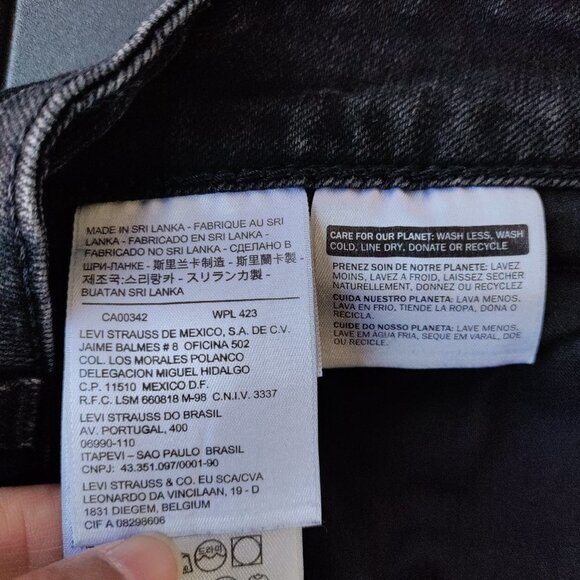 MADE IN SRI LANKA - FABRIQUE AU SRI
LANKA - FABRICADO EN SRI LANKA -
FABRICADO NO SRI LANKA - СДЕЛАНО В
ШРИ-ЛАНКЕ - 斯里兰卡制造 - 斯里蘭卡製造 -
제조국:스리랑카 - スリランカ製 -
BUATAN SRI LANKA
CA00342 WPL 423
LEVI STRAUSS DE MEXICO, S.A. DE C.V.
JAIME BALMES # 8 OFICINA 502
COL. LOS MORALES POLANCO
DELEGACION MIGUEL HIDALGO
C.P. 11510 MEXICO D.F.
R.F.C. LSM 660818 M-98 C.N.I.V. 3337
LEVI STRAUSS DO BRASIL
AV. PORTUGAL, 400
06990-110
ITAPEVI – SAO PAULO BRASIL
CNPJ: 43.351.097/0001-90
LEVI STRAUSS & CO. EU SCA/CVA
LEONARDO DA VINCILAAN, 19 - D
1831 DIEGEM, BELGIUM
CIF A 08298606
드라이
CARE FOR OUR PLANET: WASH LESS, WASH
COLD, LINE DRY, DONATE OR RECYCLE
PRENEZ SOIN DE NOTRE PLANETE: LAVEZ
MOINS, LAVEZ A FROID, LAISSEZ SÉCHER
NATURELLEMENT, DONNEZ OU RECYCLEZ
CUIDA NUESTRO PLANETA: LAVA MENOS,
LAVA EN FRIO, TIENDE LA ROPA, DONA O
RECICLA.
CUIDE DO NOSSO PLANETA: LAVE MENOS,
LAVE EM ÁGUA FRIA, SEQUE EM VARAL, DOE
OU RECICLE.